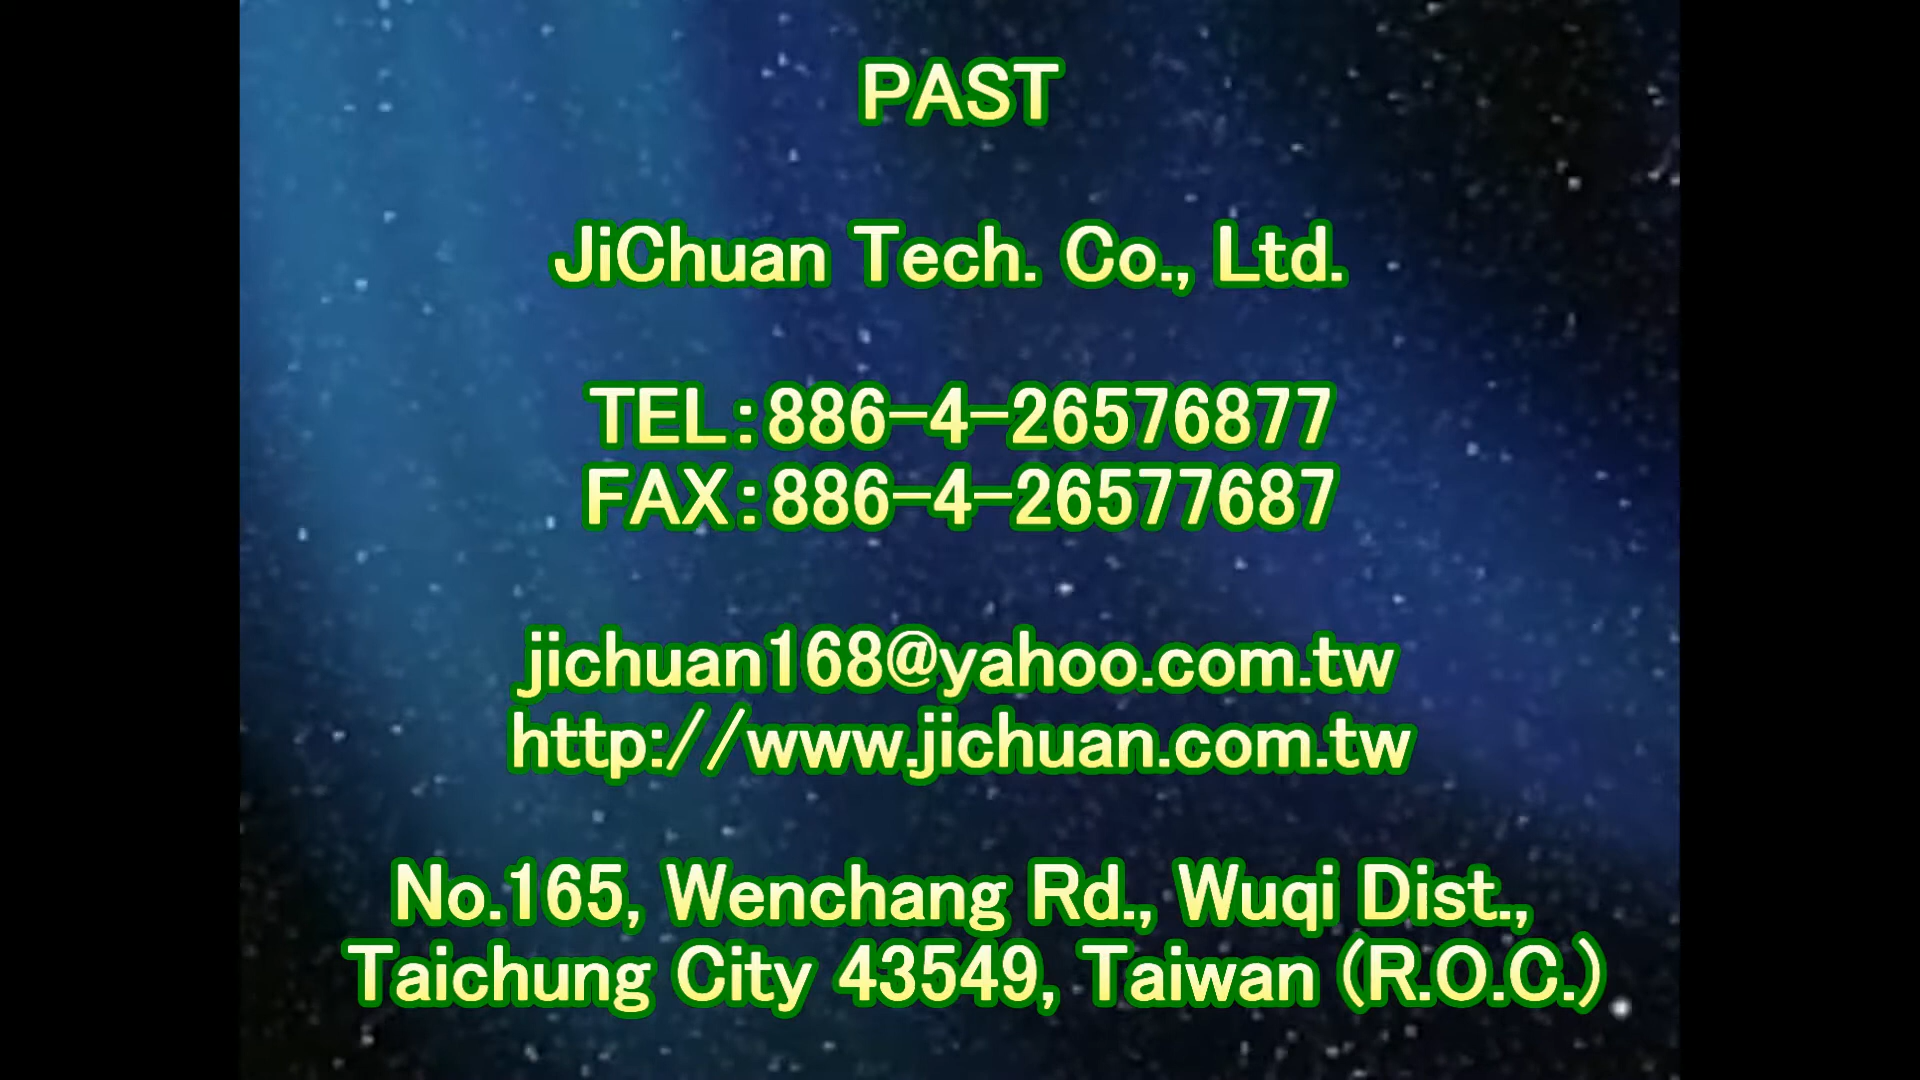 PAST
JiChuan Tech. Co., Ltd.
TEL:886-4-26576877
FAX:886-4-26577687
jichuan168@yahoo.com.tw
http://www.jichuan.com.tw
No.165, Wenchang Rd., Wuqi Dist.,
Taichung City 43549, Taiwan (R.O.C.)